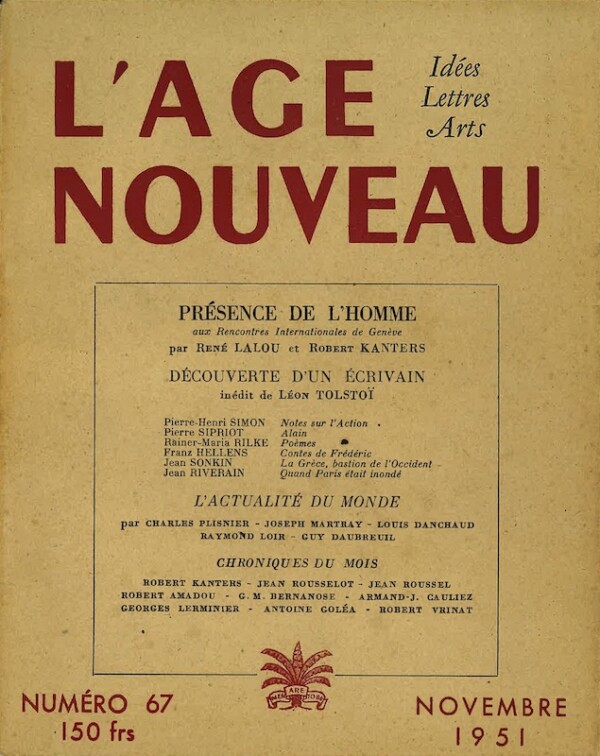 L'AGE
NOUVEAU
Idées
Lettres
Arts
PRÉSENCE DE L'HOMME
aux Rencontres Internationales de Genève
par RENÉ LALOU et ROBERT KANTERS
DÉCOUVERTE D'UN ÉCRIVAIN
inédit de LÉON TOLSTOÏ
Pierre-Henri SIMON Notes sur l'Action
Pierre SIPRIOT Alain
Rainer-Maria RILKE Poèmes
Franz HELLENS Contes de Frédéric
Jean SONKIN La Grèce, bastion de l'Occident
Jean RIVERAIN Quand Paris était inondé
L'ACTUALITÉ DU MONDE
par CHARLES PLISNIER - JOSEPH MARTRAY - LOUIS DANCHAUD
RAYMOND LOIR - GUY DAUBREUIL
CHRONIQUES DU MOIS
ROBERT KANTERS - JEAN ROUSSELOT - JEAN ROUSSEL
ROBERT AMADOU - G. M. BERNANOSE - ARMAND-J. CAULIEZ
GEORGES LERMINIER - ANTOINE GOLÉA - ROBERT VRINAT
ARE
NUMÉRO 67
150 frs
NOVEMBRE
1951